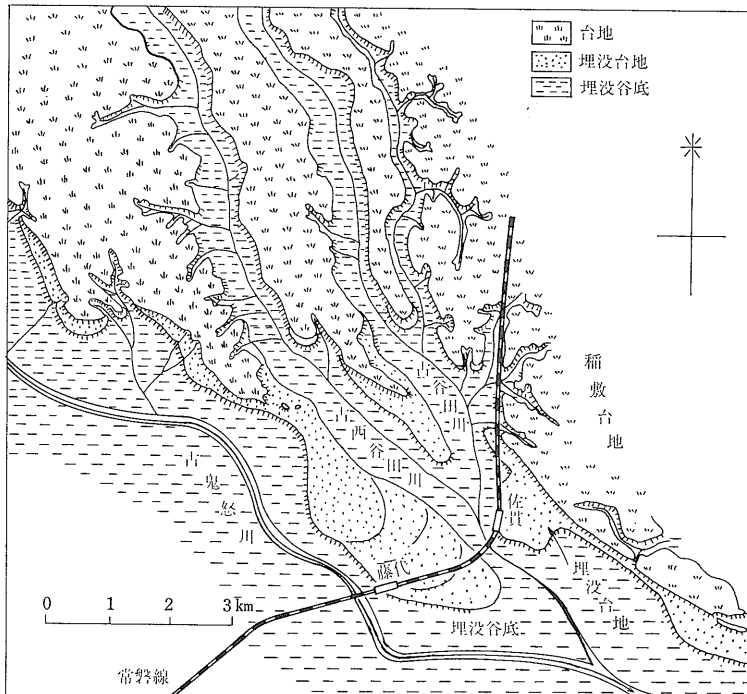 台地
埋没台地
埋没谷底
稲敷台地
古谷田川
古西谷田川
古鬼怒川
佐貫
藤代
埋没台地
埋没谷底
0 1 2 3 km
常磐線